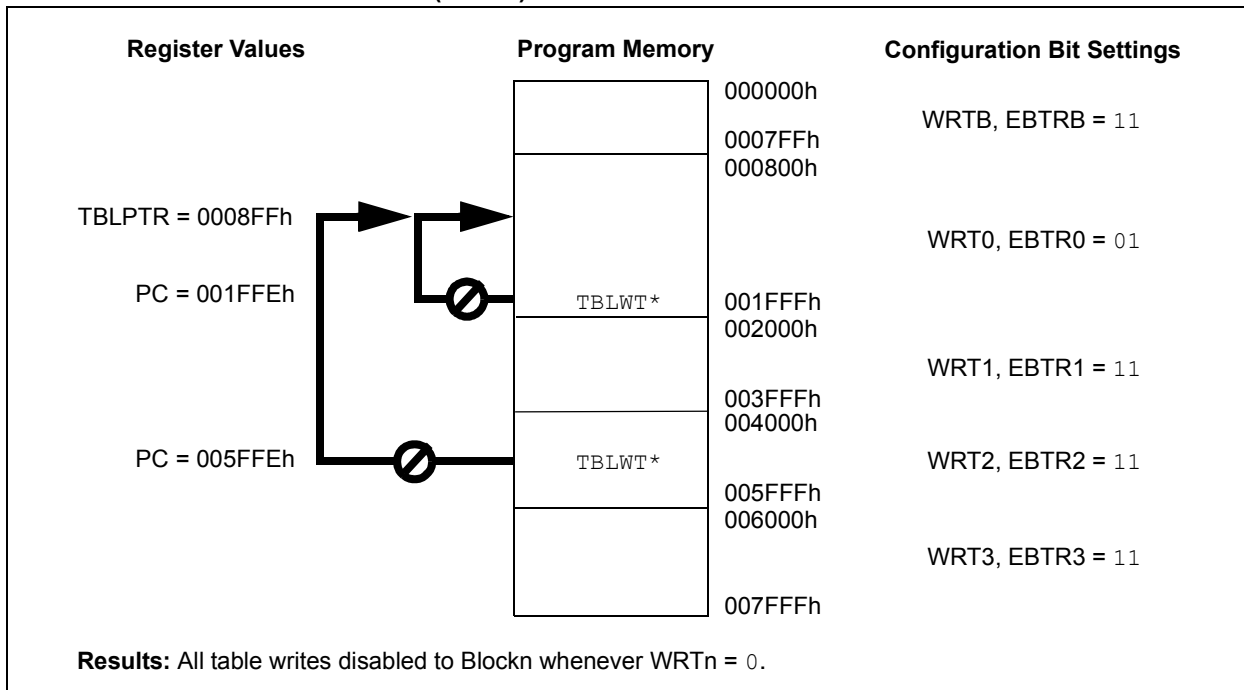 Register Values Program Memory Configuration Bit Settings
000000h
WRTB, EBTRB = 11
0007FFh
000800h
TBLPTR = 0008FFh
WRT0, EBTR0 = 01
PC = 001FFEh TBLWT* 001FFFh
002000h
WRT1, EBTR1 = 11
003FFFh
004000h
PC = 005FFEh TBLWT* WRT2, EBTR2 = 11
005FFFh
006000h
WRT3, EBTR3 = 11
007FFFh
Results: All table writes disabled to Blockn whenever WRTn = 0.